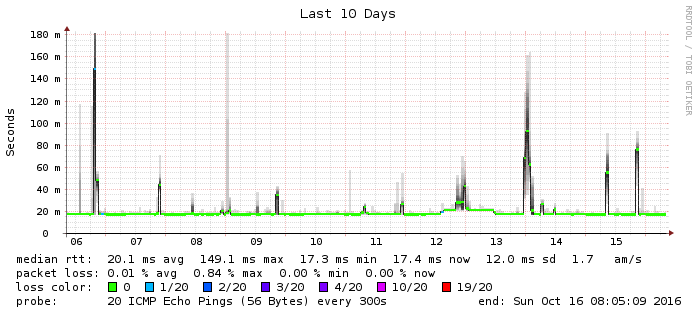 Last 10 Days
RRDTOOL / TOBI OETIKER
Seconds
180 m
160 m
140 m
120 m
100 m
80 m
60 m
40 m
20 m
0
06 07 08 09 10 11 12 13 14 15
median rtt: 20.1 ms avg 149.1 ms max 17.3 ms min 17.4 ms now 12.0 ms sd 1.7 am/s
packet loss: 0.01 % avg 0.84 % max 0.00 % min 0.00 % now
loss color: 0 1/20 2/20 3/20 4/20 10/20 19/20
probe: 20 ICMP Echo Pings (56 Bytes) every 300s end: Sun Oct 16 08:05:09 2016